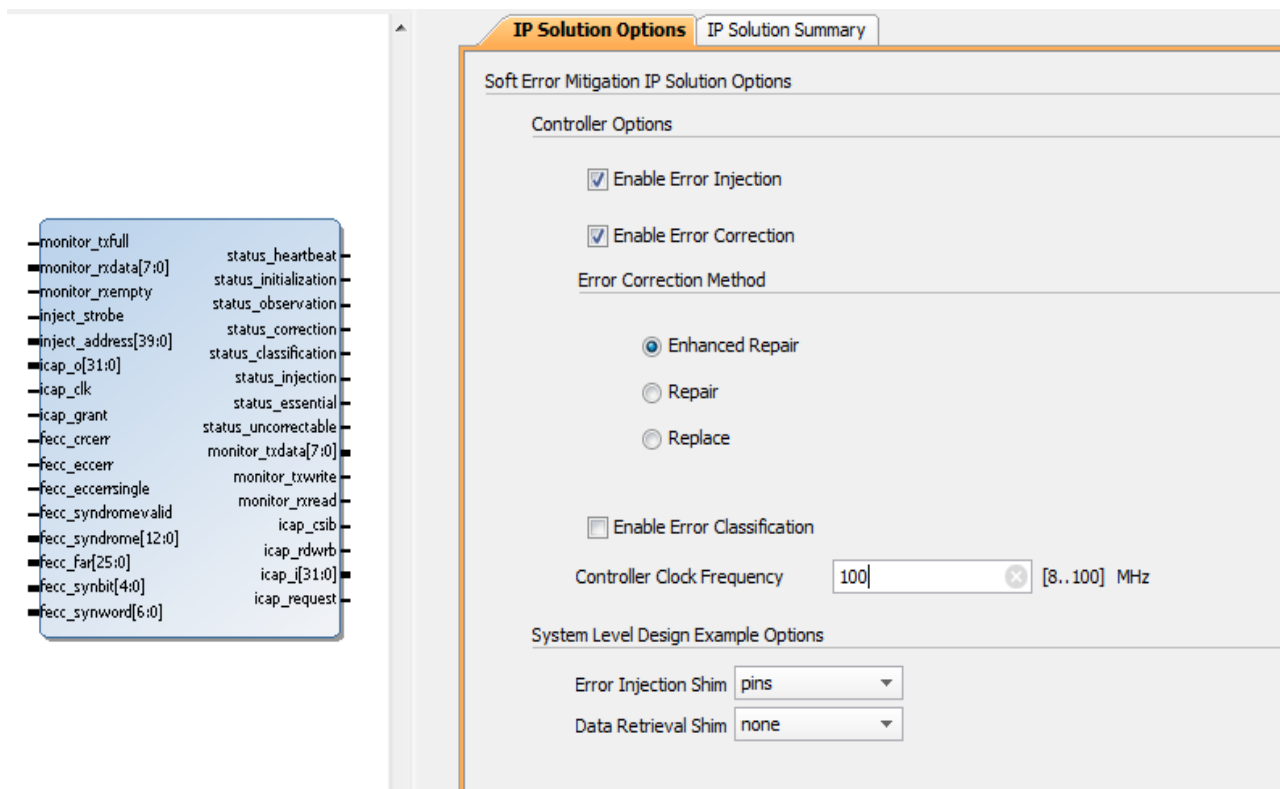 IP Solution Options
IP Solution Summary
Soft Error Mitigation IP Solution Options
Controller Options
Enable Error Injection
Enable Error Correction
Error Correction Method
Enhanced Repair
Repair
Replace
Enable Error Classification
Controller Clock Frequency 100 [8..100] MHz
System Level Design Example Options
Error Injection Shim pins
Data Retrieval Shim none
monitor_txfull
monitor_rxdata[7:0]
monitor_rxempty
inject_strobe
inject_address[39:0]
icap_o[31:0]
icap_clk
icap_grant
fecc_crcerr
fecc_eccerr
fecc_eccerrsingle
fecc_syndromevalid
fecc_syndrome[12:0]
fecc_far[25:0]
fecc_synbit[4:0]
fecc_synword[6:0]
status_heartbeat
status_initialization
status_observation
status_correction
status_classification
status_injection
status_essential
status_uncorrectable
monitor_txdata[7:0]
monitor_txwrite
monitor_rxread
icap_csib
icap_rdwrb
icap_i[31:0]
icap_request